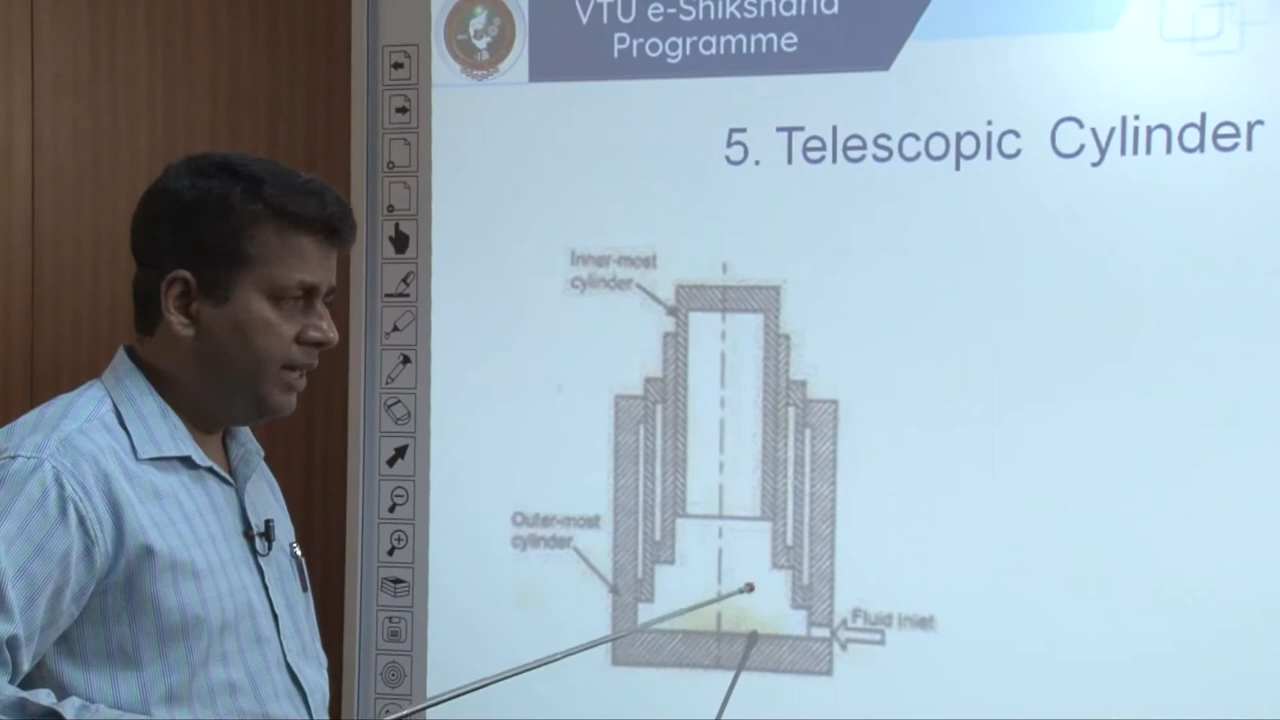 VTU e-Shikshana
Programme
5. Telescopic Cylinder
Inner-most
cylinder
Outer-most
cylinder
Fluid Inlet